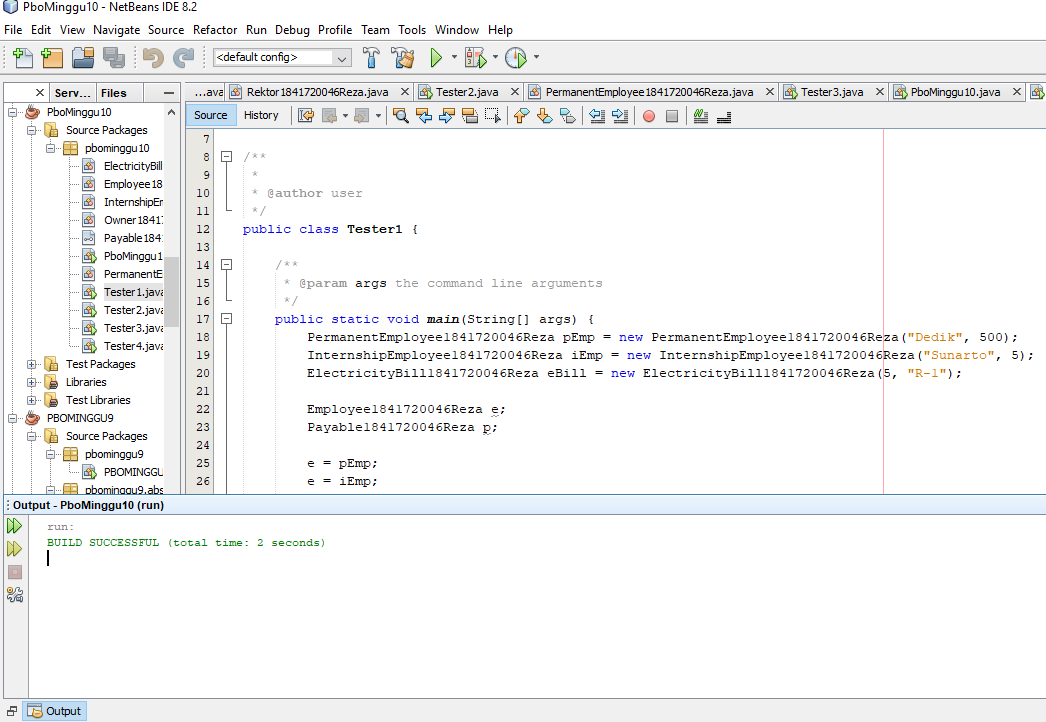 PboMinggu10 - NetBeans IDE 8.2
File Edit View Navigate Source Refactor Run Debug Profile Team Tools Window Help
<default config>
Serv... Files
...ava Rektor1841720046Reza.java Tester2.java PermanentEmployee1841720046Reza.java Tester3.java PboMinggu10.java
Source History
PboMinggu10
Source Packages
pbominggu10
ElectricityBill
Employee18
InternshipEm
Owner1841
Payable184
PboMinggu1
PermanentE
Tester1.java
Tester2.java
Tester3.java
Tester4.java
Test Packages
Libraries
Test Libraries
PBOMINGGU9
Source Packages
pbominggu9
PBOMINGGU
pbominggu9.abs
7
8 /**
9 *
10 * @author user
11 */
12 public class Tester1 {
13
14 /**
15 * @param args the command line arguments
16 */
17 public static void main(String[] args) {
18 PermanentEmployee1841720046Reza pEmp = new PermanentEmployee1841720046Reza("Dedik", 500);
19 InternshipEmployee1841720046Reza iEmp = new InternshipEmployee1841720046Reza("Sunarto", 5);
20 ElectricityBill1841720046Reza eBill = new ElectricityBill1841720046Reza(5, "R-1");
21
22 Employee1841720046Reza e;
23 Payable1841720046Reza p;
24
25 e = pEmp;
26 e = iEmp;
Output - PboMinggu10 (run)
run:
BUILD SUCCESSFUL (total time: 2 seconds)
Output